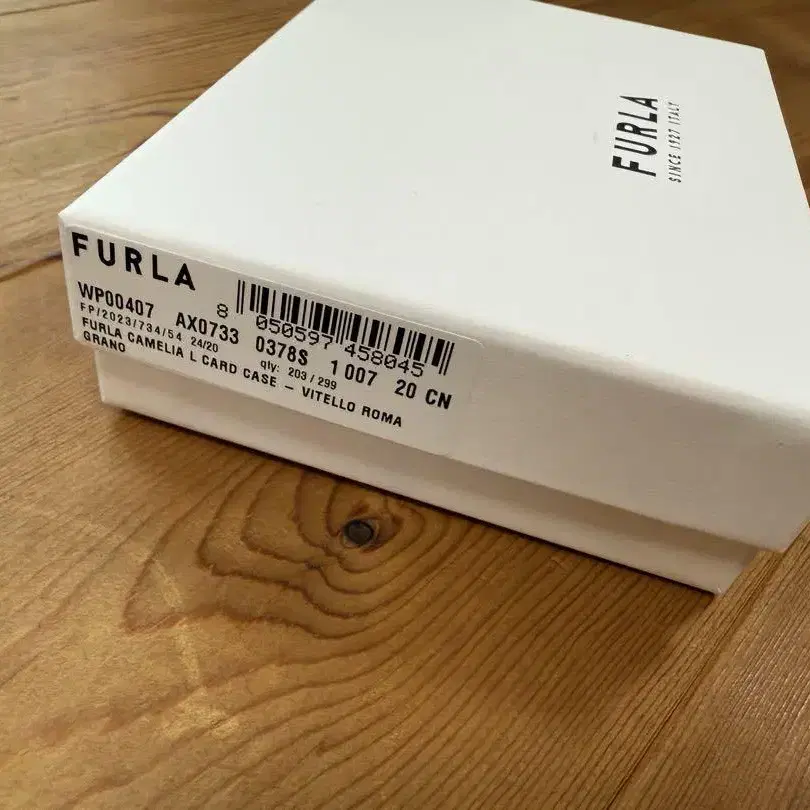 FURLA
SINCE 1927 ITALY
FURLA
8 050597 458045
WP00407 AX0733 0378S 1 007 20 CN
FP/2023/734/54 24/20 qly: 203 / 299
FURLA CAMELIA L CARD CASE – VITELLO ROMA
GRANO